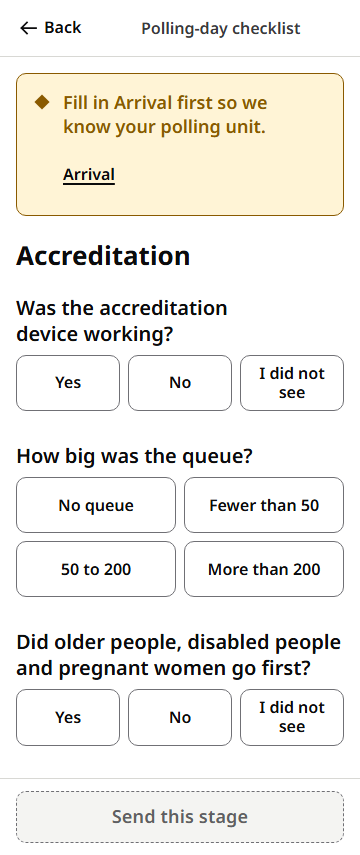 Back
Polling-day checklist
Fill in Arrival first so we
know your polling unit.
Arrival
Accreditation
Was the accreditation
device working?
Yes
No
I did not
see
How big was the queue?
No queue
Fewer than 50
50 to 200
More than 200
Did older people, disabled people
and pregnant women go first?
Yes
No
I did not
see
Send this stage